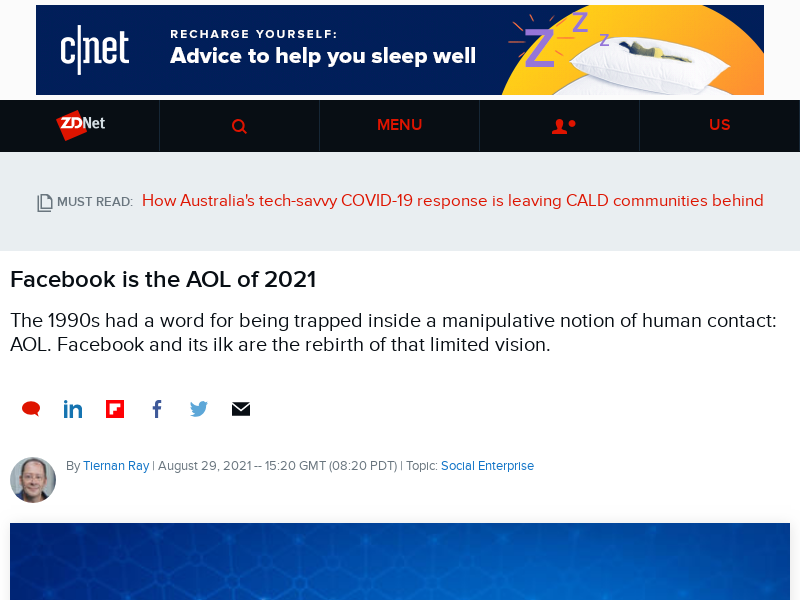 c|net
RECHARGE YOURSELF:
Advice to help you sleep well
Z Z Z
ZDNet
MENU
US
MUST READ: How Australia's tech-savvy COVID-19 response is leaving CALD communities behind
Facebook is the AOL of 2021
The 1990s had a word for being trapped inside a manipulative notion of human contact:
AOL. Facebook and its ilk are the rebirth of that limited vision.
in
f
By Tiernan Ray | August 29, 2021 -- 15:20 GMT (08:20 PDT) | Topic: Social Enterprise